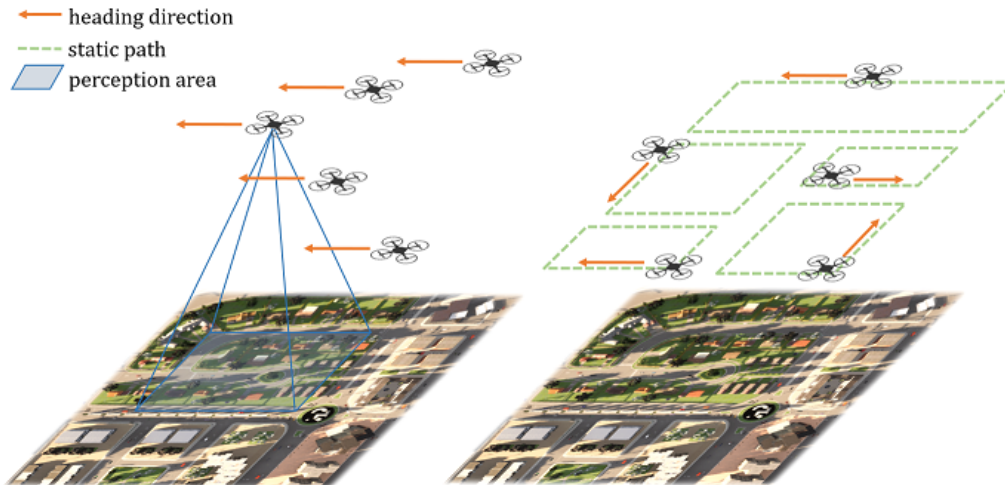 heading direction
static path
perception area